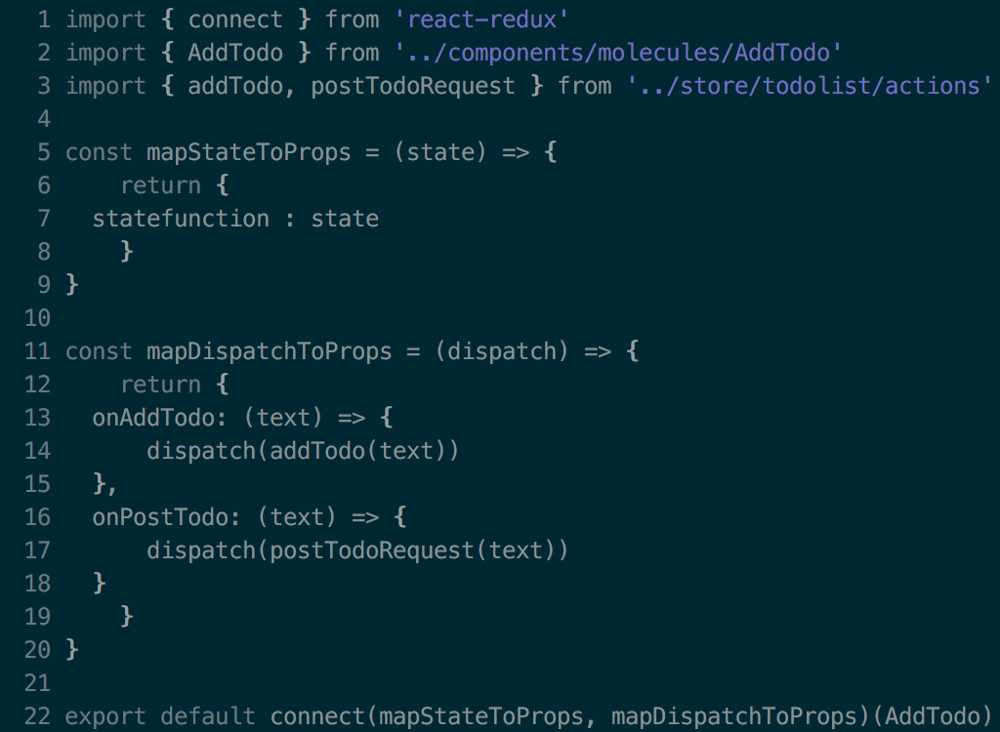 1 import { connect } from 'react-redux'
2 import { AddTodo } from '../components/molecules/AddTodo'
3 import { addTodo, postTodoRequest } from '../store/todolist/actions'
4
5 const mapStateToProps = (state) => {
6     return {
7   statefunction : state
8     }
9 }
10
11 const mapDispatchToProps = (dispatch) => {
12     return {
13   onAddTodo: (text) => {
14       dispatch(addTodo(text))
15   },
16   onPostTodo: (text) => {
17       dispatch(postTodoRequest(text))
18   }
19     }
20 }
21
22 export default connect(mapStateToProps, mapDispatchToProps)(AddTodo)